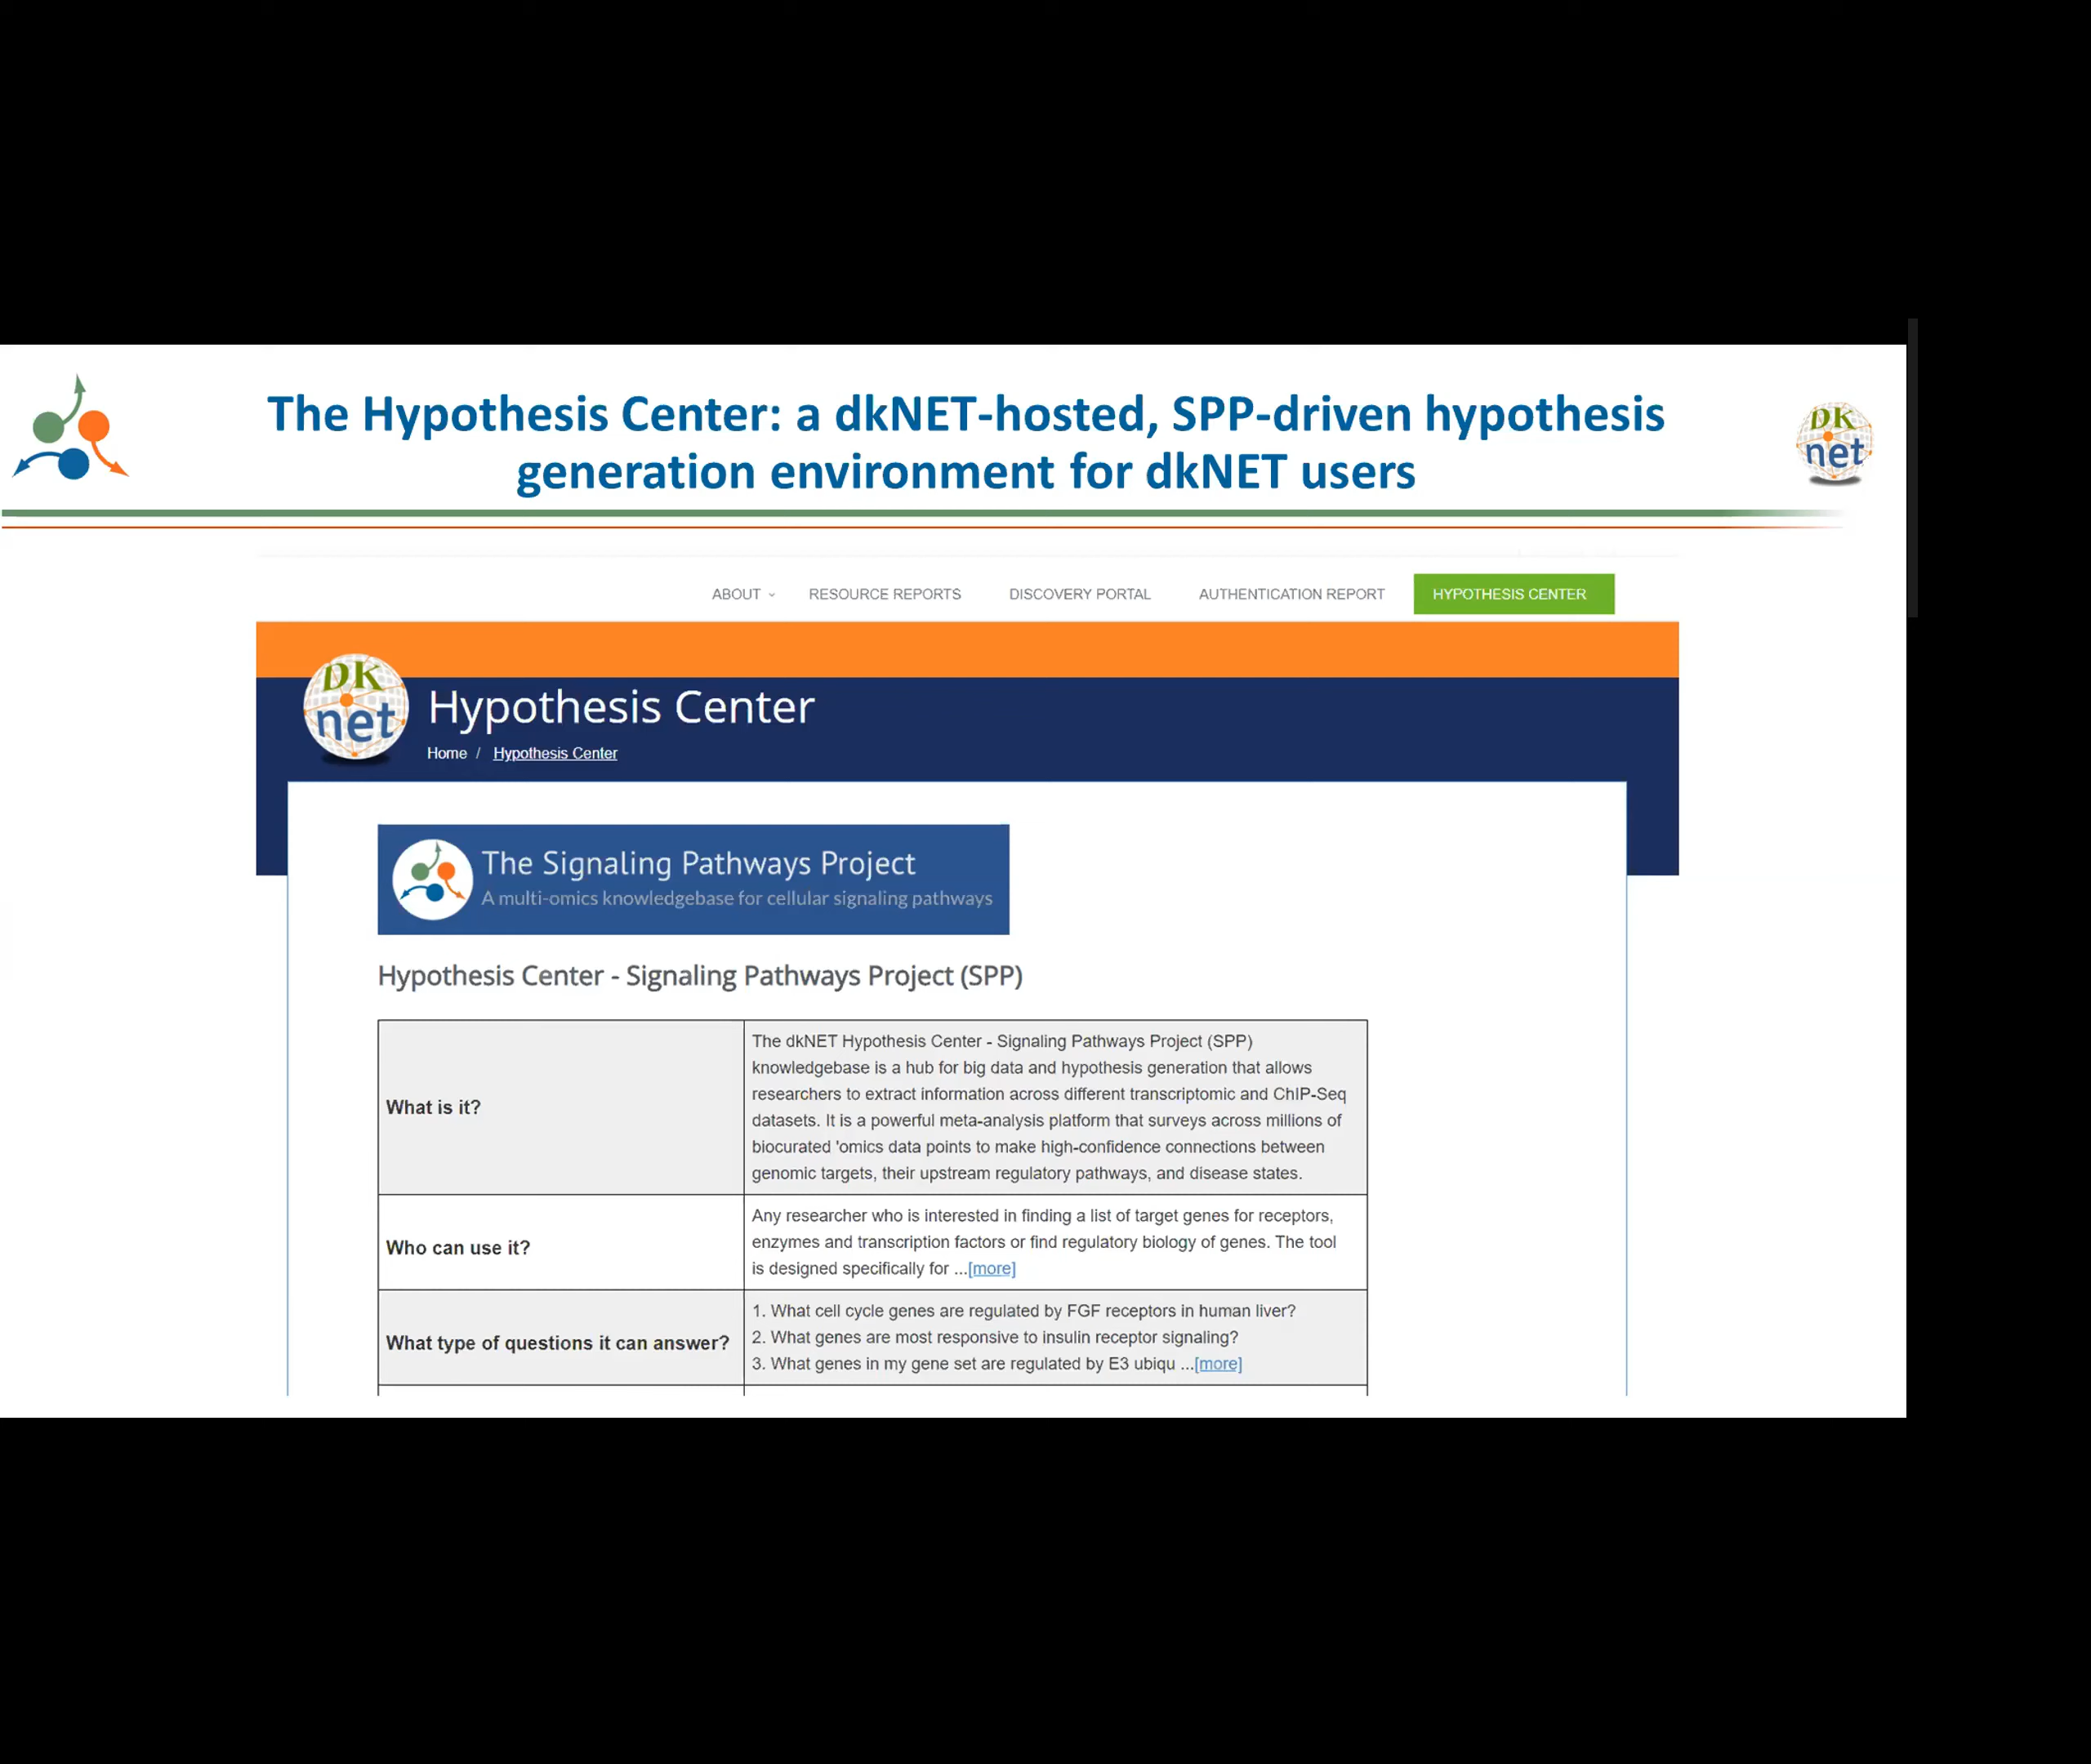 The Hypothesis Center: a dkNET-hosted, SPP-driven hypothesis
generation environment for dkNET users
DK
net
ABOUT
RESOURCE REPORTS
DISCOVERY PORTAL
AUTHENTICATION REPORT
HYPOTHESIS CENTER
DK
net
Hypothesis Center
Home / Hypothesis Center
The Signaling Pathways Project
A multi-omics knowledgebase for cellular signaling pathways
Hypothesis Center - Signaling Pathways Project (SPP)
What is it?
The dkNET Hypothesis Center - Signaling Pathways Project (SPP)
knowledgebase is a hub for big data and hypothesis generation that allows
researchers to extract information across different transcriptomic and ChIP-Seq
datasets. It is a powerful meta-analysis platform that surveys across millions of
biocurated 'omics data points to make high-confidence connections between
genomic targets, their upstream regulatory pathways, and disease states.
Who can use it?
Any researcher who is interested in finding a list of target genes for receptors,
enzymes and transcription factors or find regulatory biology of genes. The tool
is designed specifically for ...[more]
What type of questions it can answer?
1. What cell cycle genes are regulated by FGF receptors in human liver?
2. What genes are most responsive to insulin receptor signaling?
3. What genes in my gene set are regulated by E3 ubiqu ...[more]